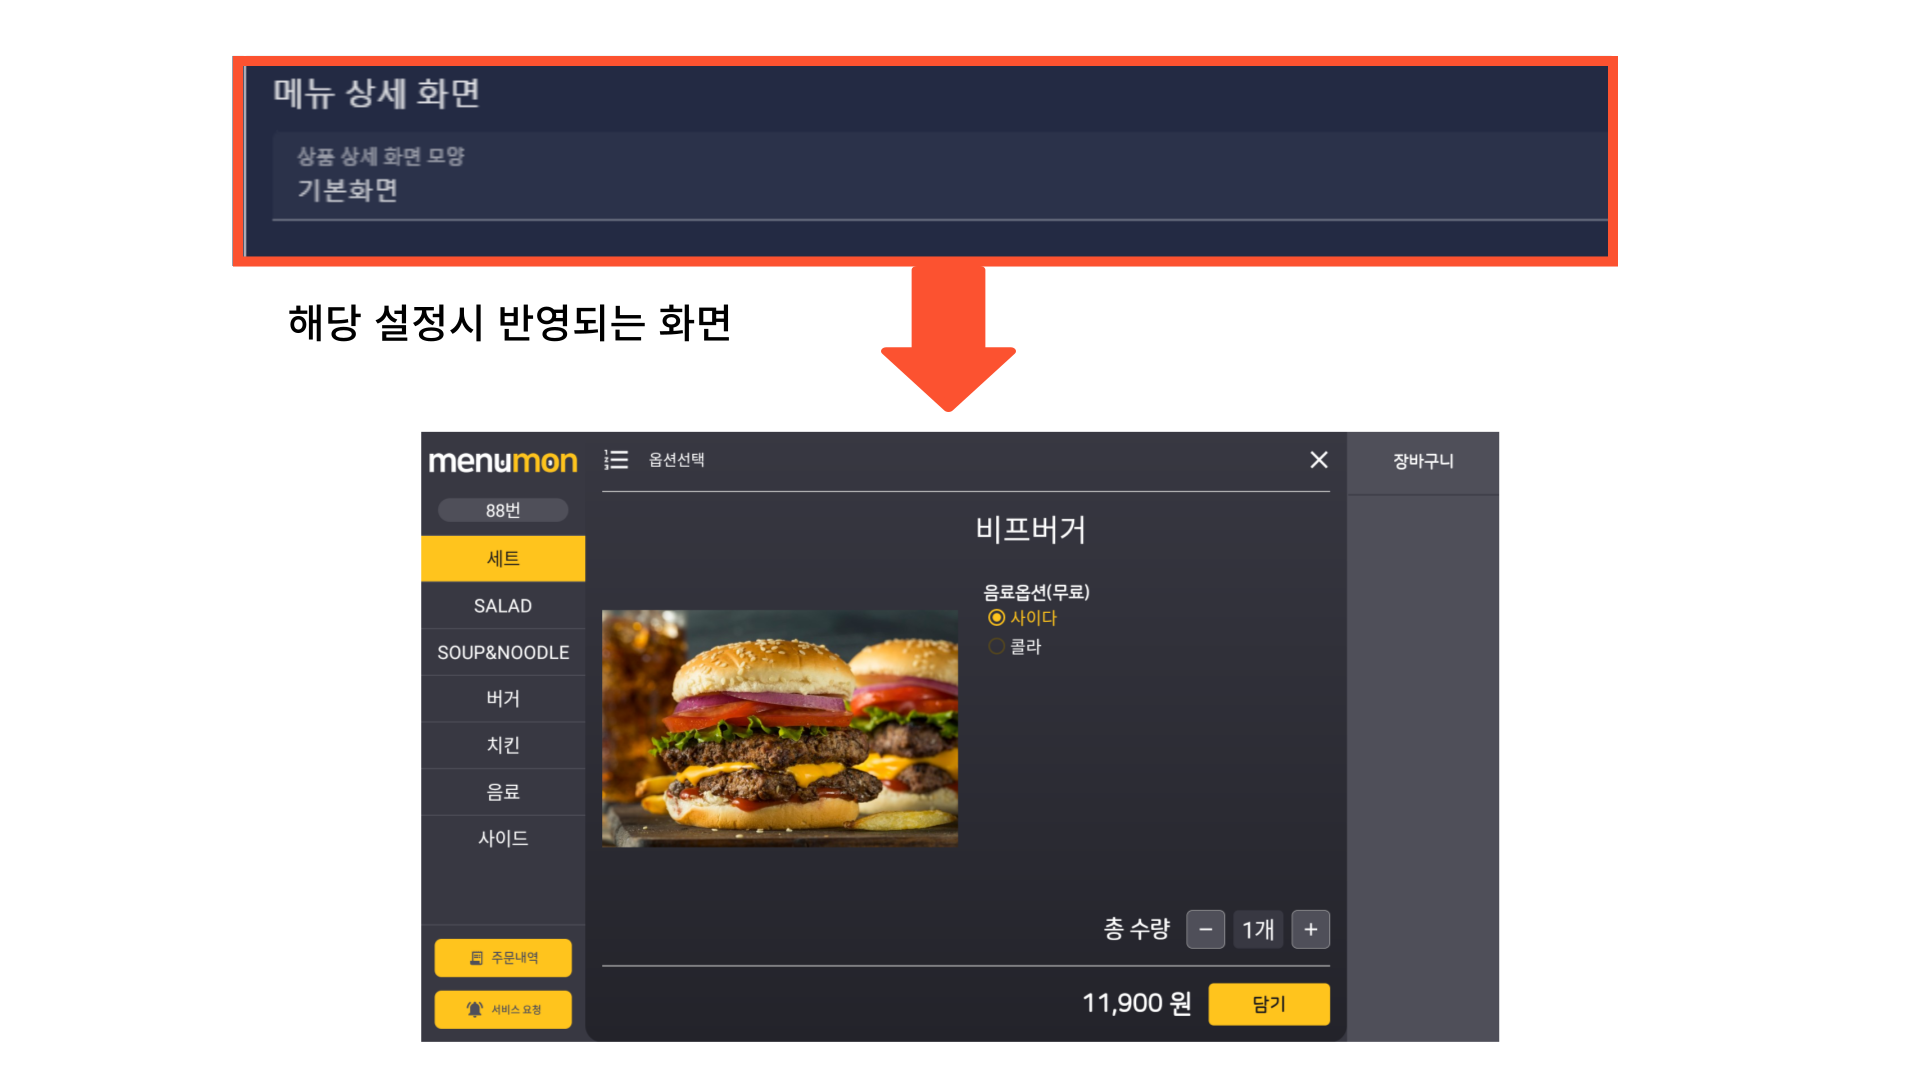 메뉴 상세 화면
상품 상세 화면 모양
기본화면
해당 설정시 반영되는 화면
menumon
옵션선택
장바구니
88번
세트
SALAD
SOUP&NOODLE
버거
치킨
음료
사이드
주문내역
서비스 요청
비프버거
음료옵션(무료)
사이다
콜라
총 수량 - 1개 +
11,900 원 담기